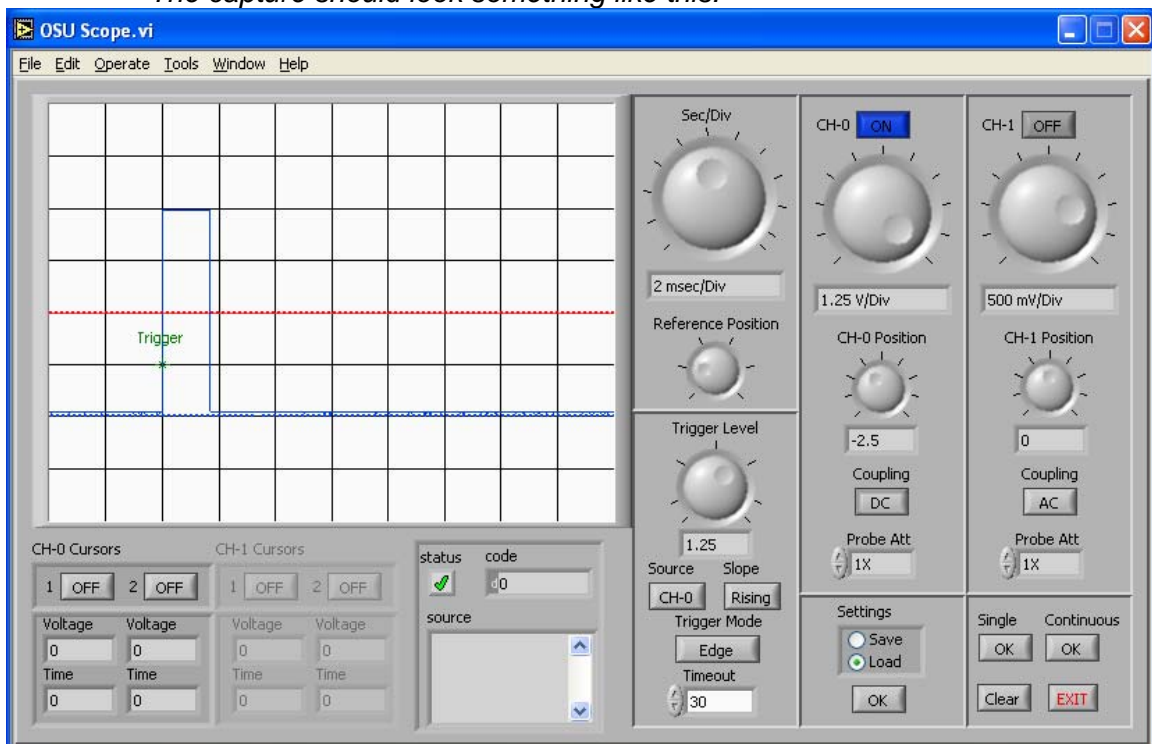 The capture should look something like this:
OSU Scope.vi
File Edit Operate Tools Window Help
Trigger
Sec/Div
2 msec/Div
Reference Position
Trigger Level
1.25
Source Slope
CH-0 Rising
Trigger Mode
Edge
Timeout
30
CH-0 ON
1.25 V/Div
CH-0 Position
-2.5
Coupling
DC
Probe Att
1X
Settings
Save
Load
OK
CH-1 OFF
500 mV/Div
CH-1 Position
0
Coupling
AC
Probe Att
1X
Single Continuous
OK OK
Clear EXIT
CH-0 Cursors
1 OFF 2 OFF
Voltage Voltage
0 0
Time Time
0 0
CH-1 Cursors
1 OFF 2 OFF
Voltage Voltage
0 0
Time Time
0 0
status code
d0
source